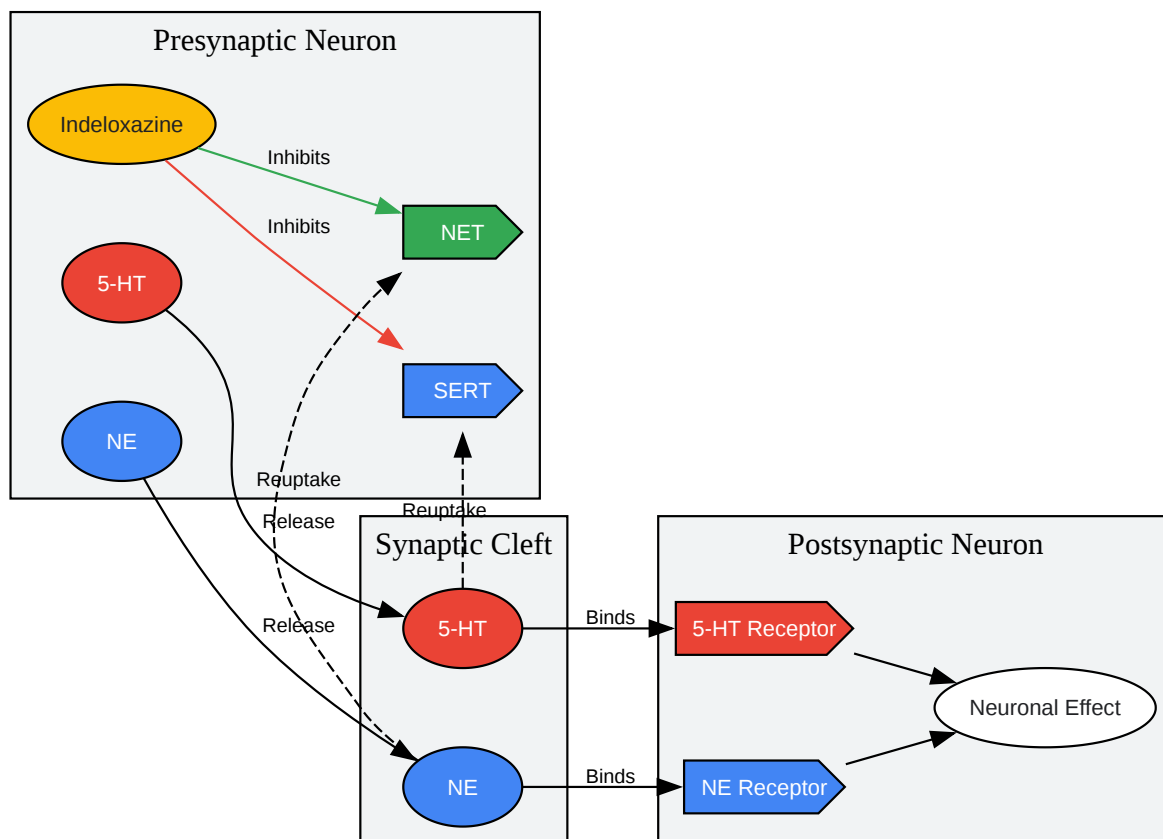 Presynaptic Neuron
Indeloxazine
Inhibits
Inhibits
NET
5-HT
SERT
NE
Reuptake
Reuptake
Release
Synaptic Cleft
Postsynaptic Neuron
Release
5-HT
Binds
5-HT Receptor
Neuronal Effect
NE
Binds
NE Receptor